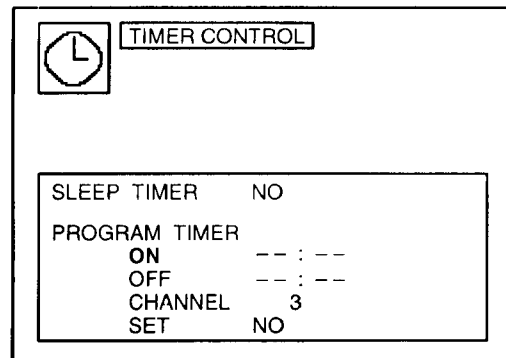 TIMER CONTROL
SLEEP TIMER NO
PROGRAM TIMER
ON -- : --
OFF -- : --
CHANNEL 3
SET NO